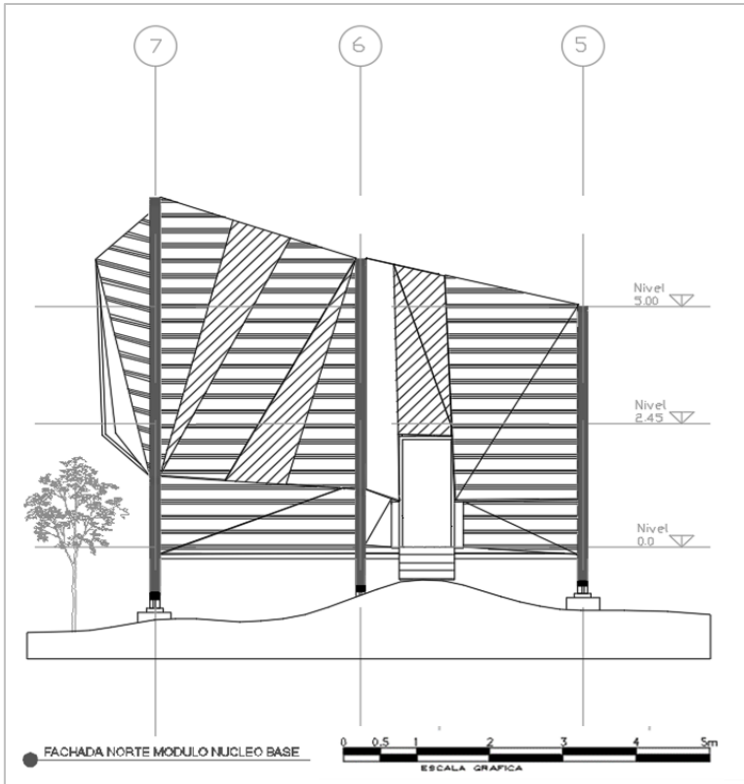 7 6 5
Nivel
5.00
Nivel
2.45
Nivel
0.0
FACHADA NORTE MODULO NUCLEO BASE
0 0.5 1 2 3 4 5m
ESCALA GRAFICA